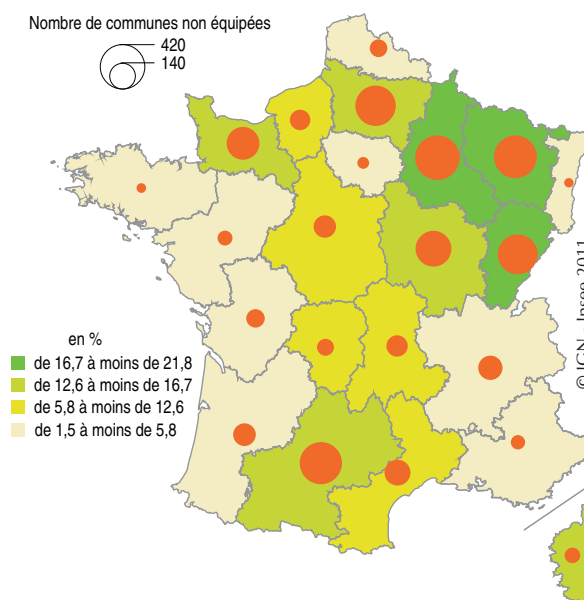 Nombre de communes non équipées
420
140
en %
de 16,7 à moins de 21,8
de 12,6 à moins de 16,7
de 5,8 à moins de 12,6
de 1,5 à moins de 5,8
© IGN - Insee 2011